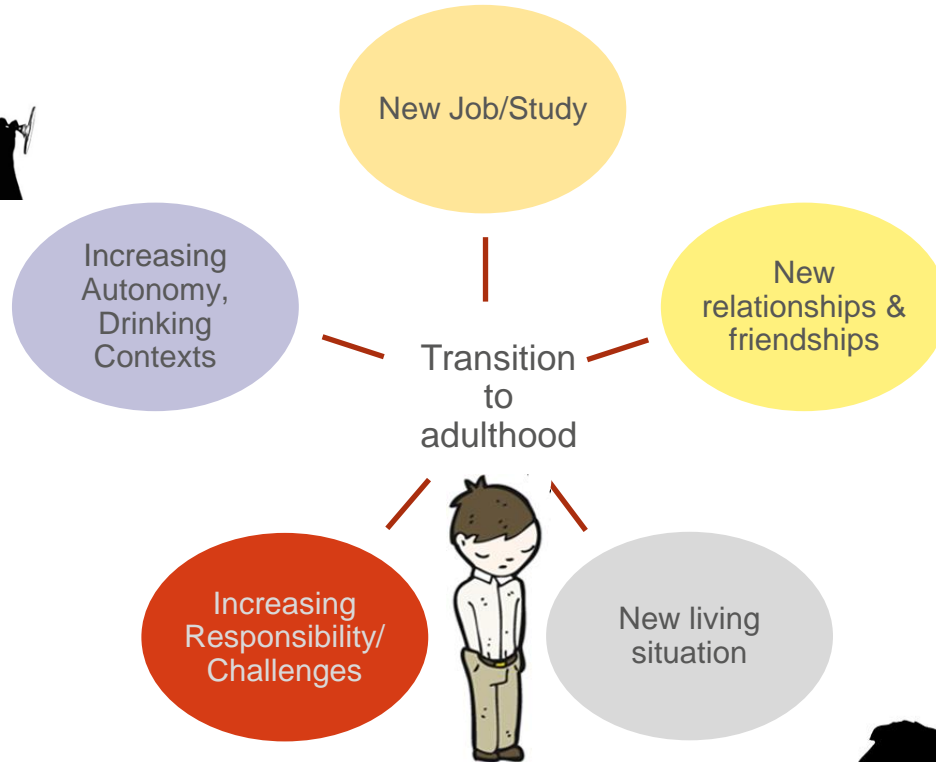 New Job/Study
Increasing
Autonomy,
Drinking
Contexts
New
relationships &
friendships
Transition
to
adulthood
Increasing
Responsibility/
Challenges
New living
situation